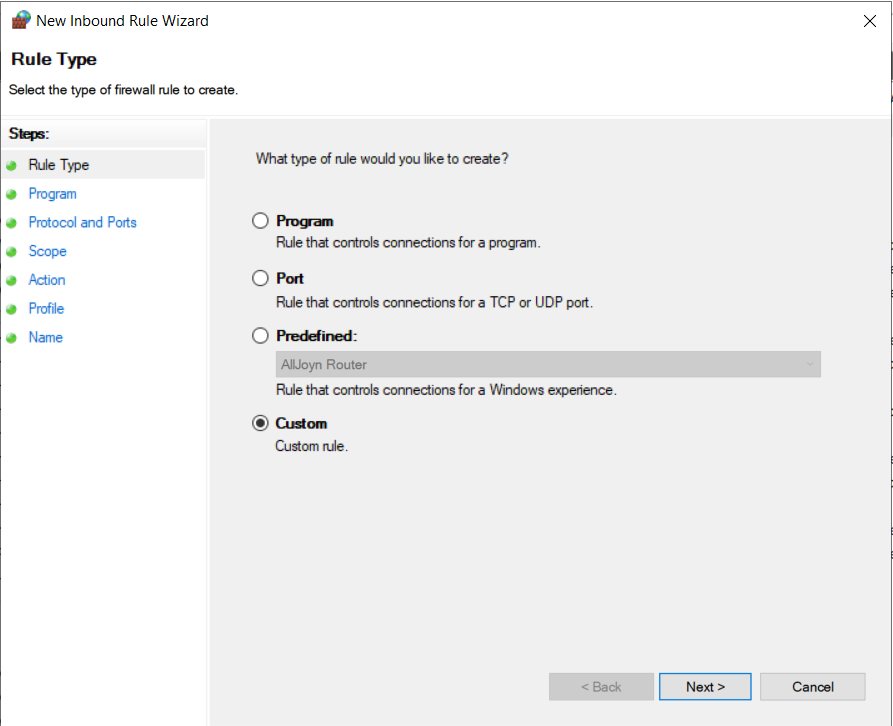 New Inbound Rule Wizard
Rule Type
Select the type of firewall rule to create.
Steps:
Rule Type
Program
Protocol and Ports
Scope
Action
Profile
Name
What type of rule would you like to create?
Program
Rule that controls connections for a program.
Port
Rule that controls connections for a TCP or UDP port.
Predefined:
AllJoyn Router
Rule that controls connections for a Windows experience.
Custom
Custom rule.
< Back
Next >
Cancel